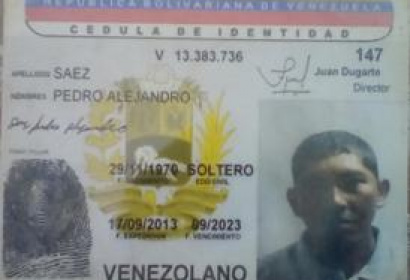 REPUBLICA BOLIVARIANA DE VENEZUELA
CEDULA DE IDENTIDAD
V 13.383.736
147
APELLIDOS SAEZ
Juan Dugarte
Director
NOMBRES PEDRO ALEJANDRO
29/11/1970 SOLTERO
F. NACIMIENTO EDO CIVIL
17/09/2013 09/2023
F. EXPEDICION F. VENCIMIENTO
VENEZOLANO